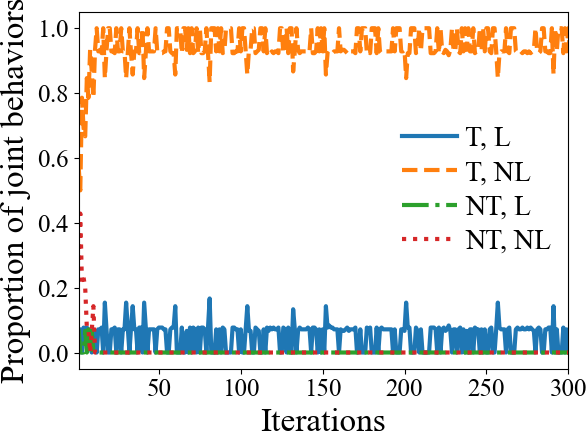 Proportion of joint behaviors
1.0
0.8
0.6
0.4
0.2
0.0
T, L
T, NL
NT, L
NT, NL
50 100 150 200 250 300
Iterations